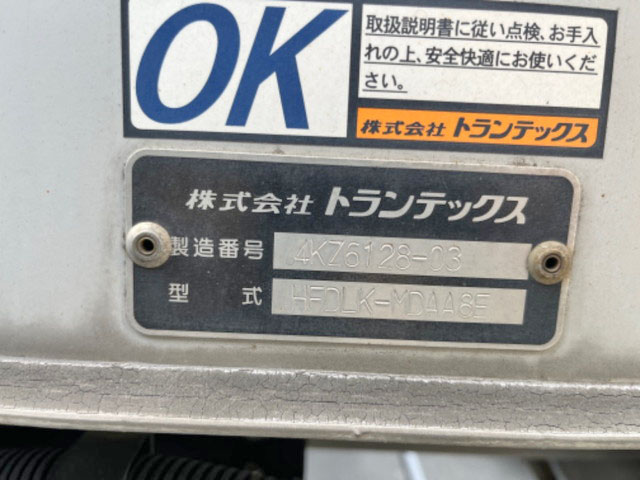 OK
取扱説明書に従い点検、お手入
れの上、安全快適にお使いくだ
さい。
株式会社 トランテックス
株式会社 トランテックス
製造番号 4KZ6128-03
型式 HFDLK-MDAA8E